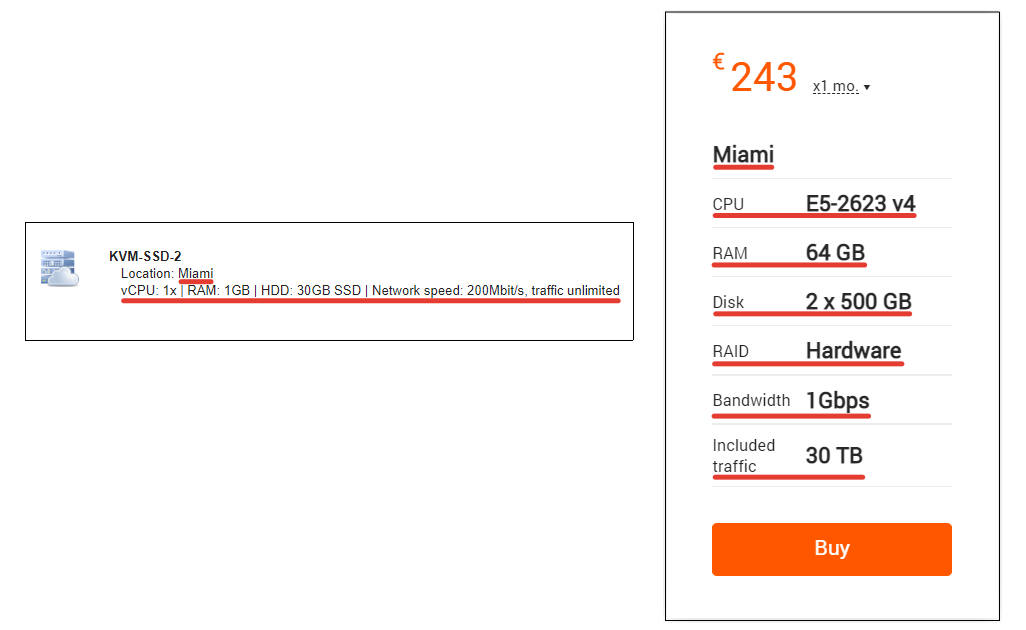 KVM-SSD-2
Location: Miami
vCPU: 1x | RAM: 1GB | HDD: 30GB SSD | Network speed: 200Mbit/s, traffic unlimited
€ 243 x1 mo. ▾
Miami
CPU E5-2623 v4
RAM 64 GB
Disk 2 x 500 GB
RAID Hardware
Bandwidth 1Gbps
Included
traffic 30 TB
Buy